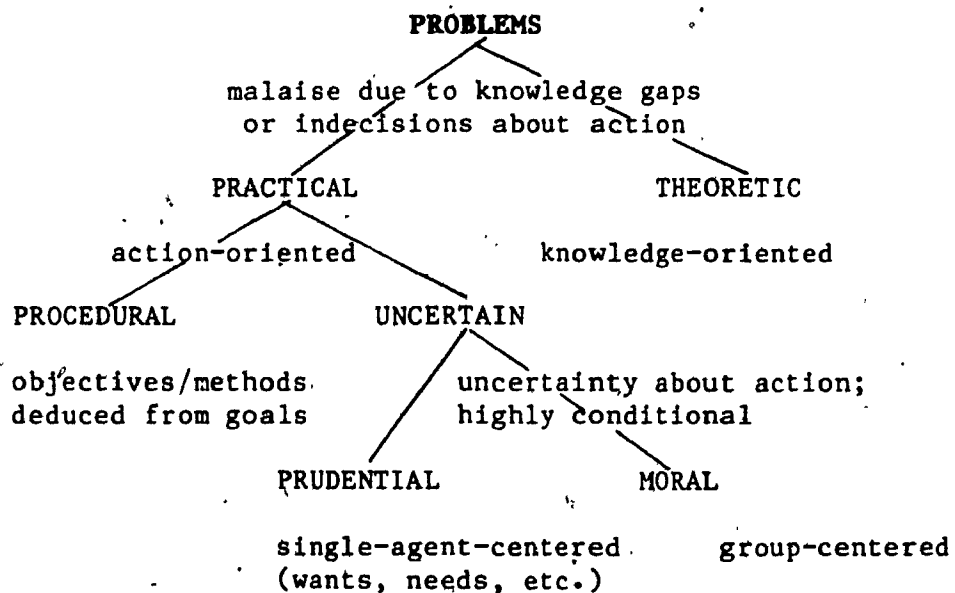 PROBLEMS
malaise due to knowledge gaps
or indecisions about action
PRACTICAL THEORETIC
action-oriented knowledge-oriented
PROCEDURAL UNCERTAIN
objectives/methods uncertainty about action;
deduced from goals highly conditional
PRUDENTIAL MORAL
single-agent-centered group-centered
(wants, needs, etc.)